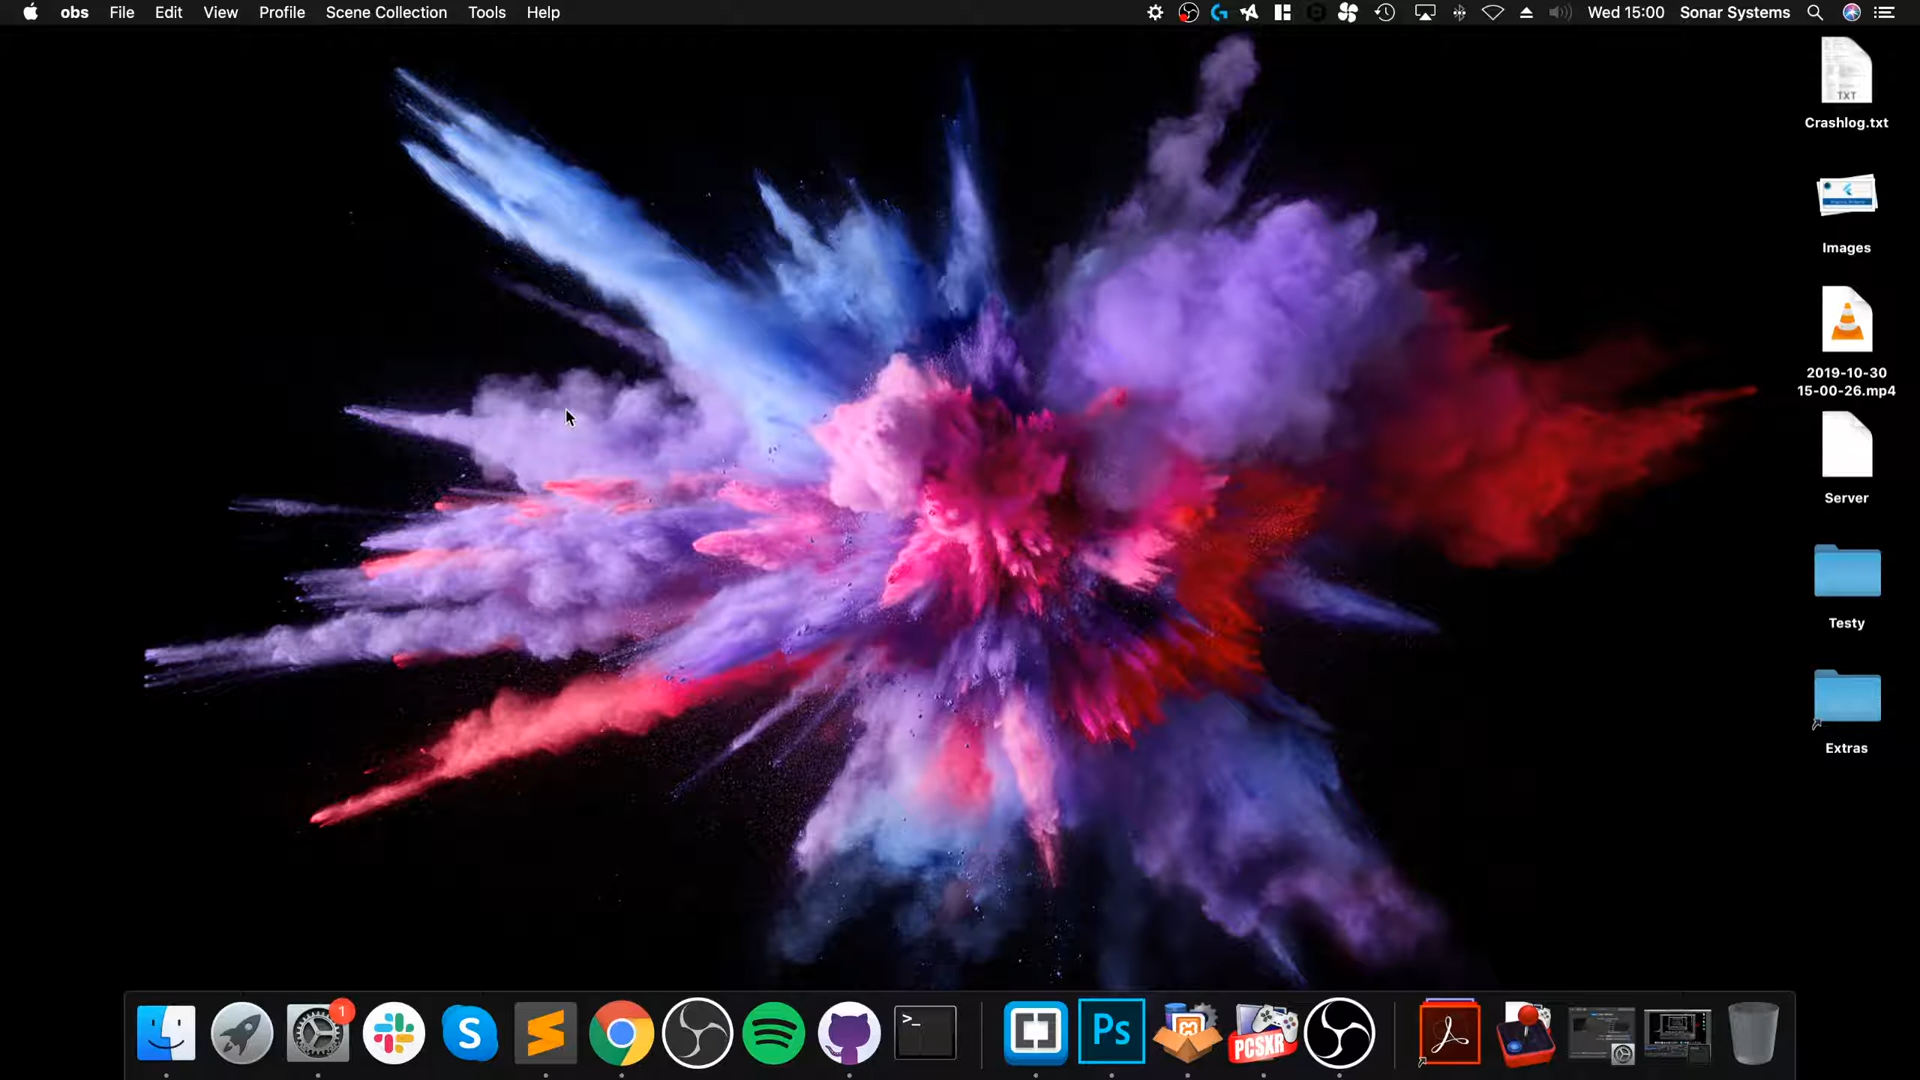 obs File Edit View Profile Scene Collection Tools Help Wed 15:00 Sonar Systems
TXT
Crashlog.txt
Images
2019-10-30
15-00-26.mp4
Server
Testy
Extras
1
S
>_
Ps
PCSXR